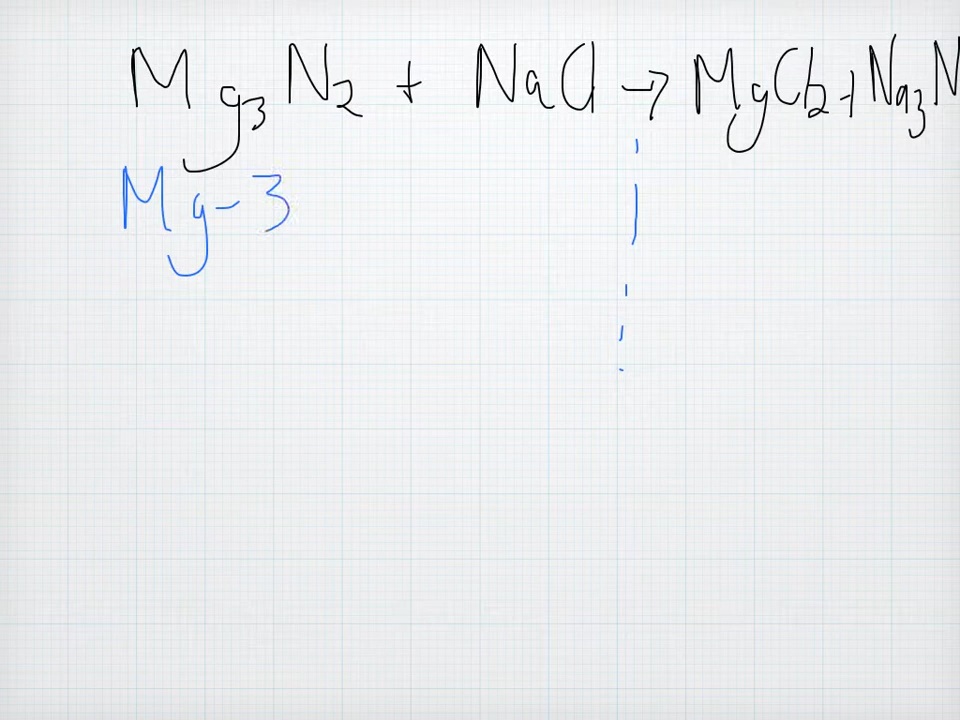 Mg₃N₂ + NaCl → MgCl₂ + Na₃N
Mg - 3